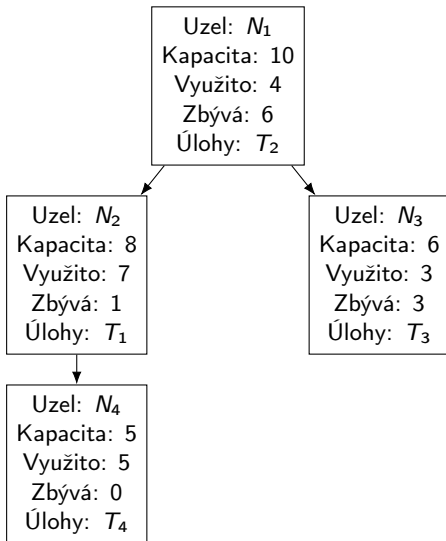 Uzel: N₁
Kapacita: 10
Využito: 4
Zbývá: 6
Úlohy: T₂
Uzel: N₂
Kapacita: 8
Využito: 7
Zbývá: 1
Úlohy: T₁
Uzel: N₃
Kapacita: 6
Využito: 3
Zbývá: 3
Úlohy: T₃
Uzel: N₄
Kapacita: 5
Využito: 5
Zbývá: 0
Úlohy: T₄